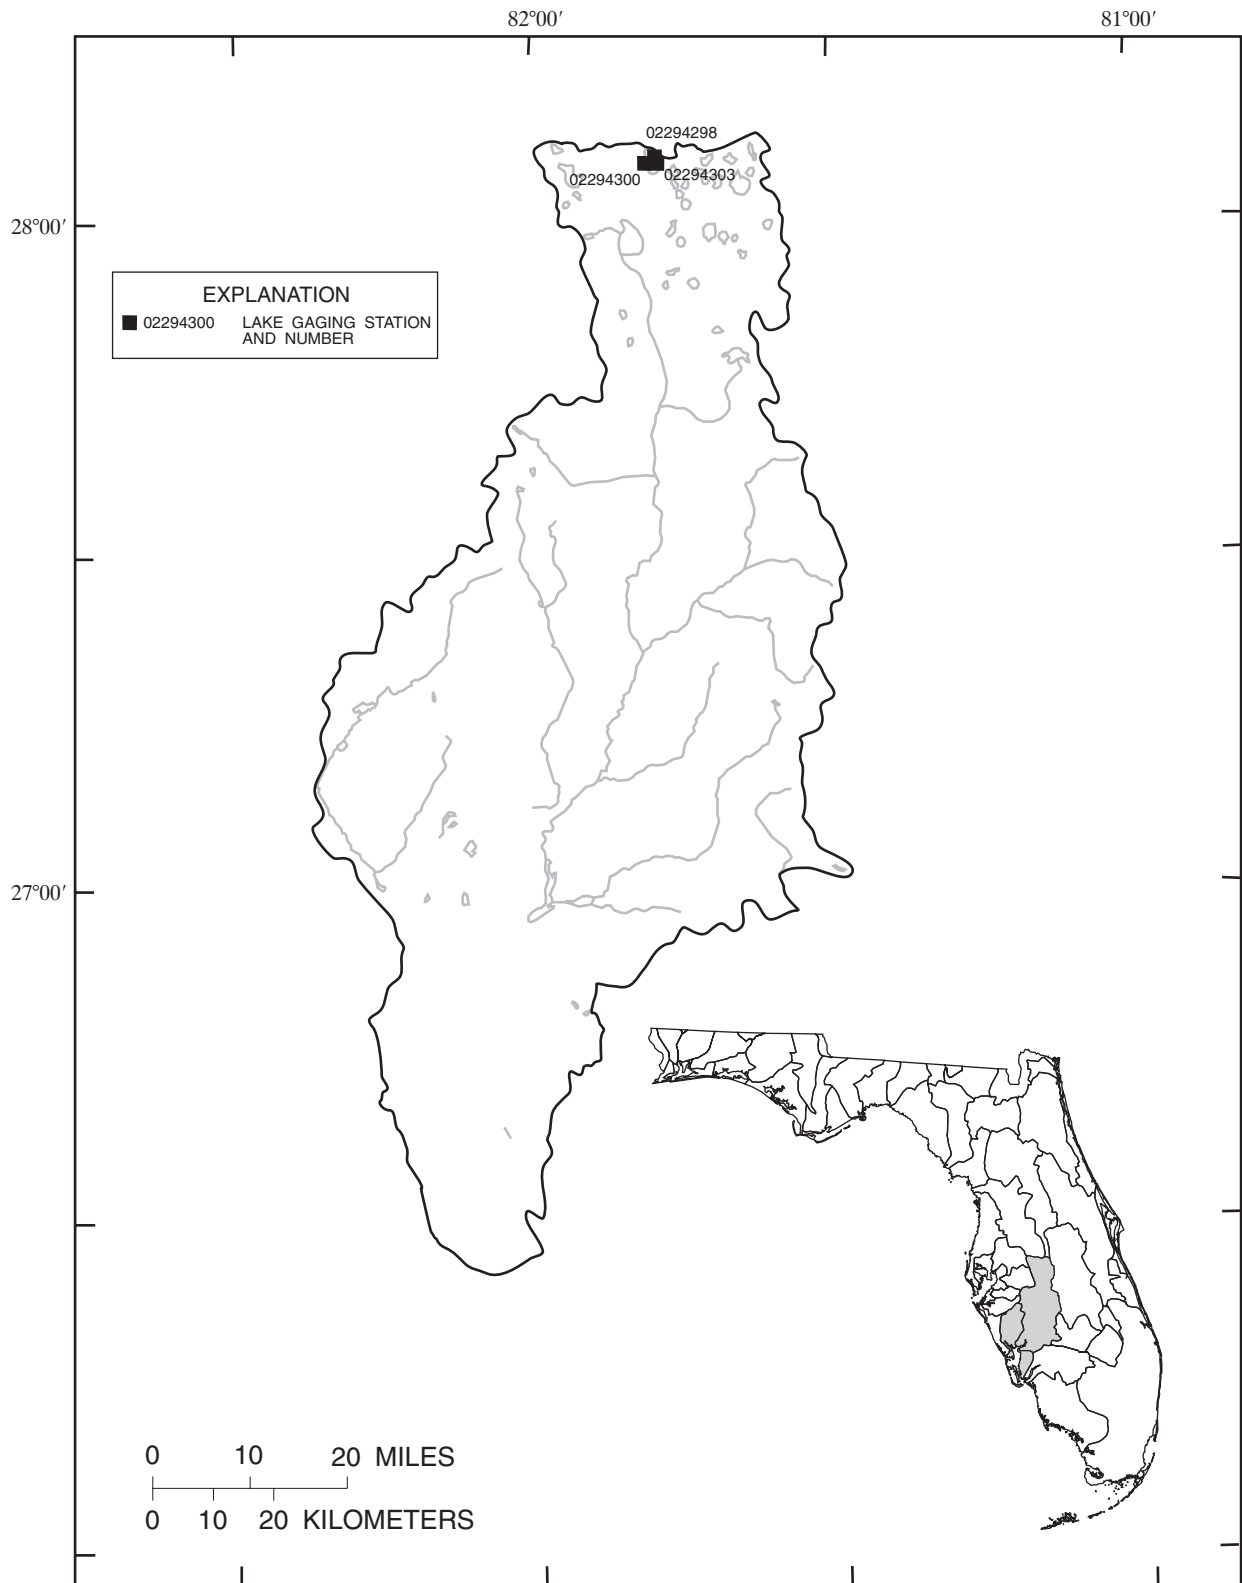 82°00′
81°00′
02294298
02294300
02294303
28°00′
EXPLANATION
02294300 LAKE GAGING STATION
AND NUMBER
27°00′
0 10 20 MILES
0 10 20 KILOMETERS